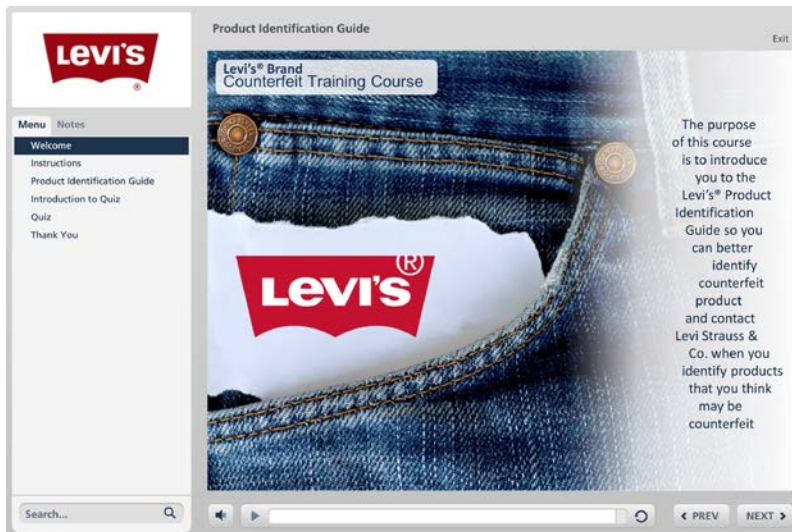 Product Identification Guide
Exit
LEVI'S
®
Menu Notes
Welcome
Instructions
Product Identification Guide
Introduction to Quiz
Quiz
Thank You
Search...
Levi's® Brand
Counterfeit Training Course
LEVI'S®
The purpose
of this course
is to introduce
you to the
Levi's® Product
Identification
Guide so you
can better
identify
counterfeit
product
and contact
Levi Strauss &
Co. when you
identify products
that you think
may be
counterfeit
PREV NEXT